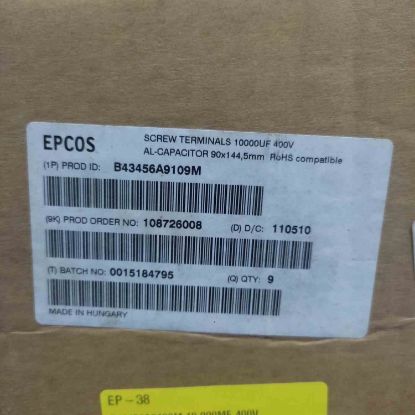 EPCOS
SCREW TERMINALS 10000UF 400V
AL-CAPACITOR 90x144,5mm RoHS compatible
(1P) PROD ID: B43456A9109M
(9K) PROD ORDER NO: 108726008 (D) D/C: 110510
(T) BATCH NO: 0015184795 (Q) QTY: 9
MADE IN HUNGARY
EP-38
400V